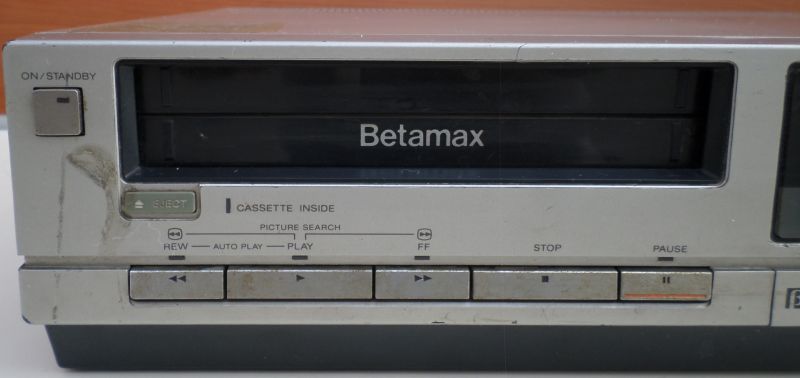 ON/STANDBY
Betamax
EJECT
CASSETTE INSIDE
PICTURE SEARCH
REW AUTO PLAY PLAY FF STOP PAUSE